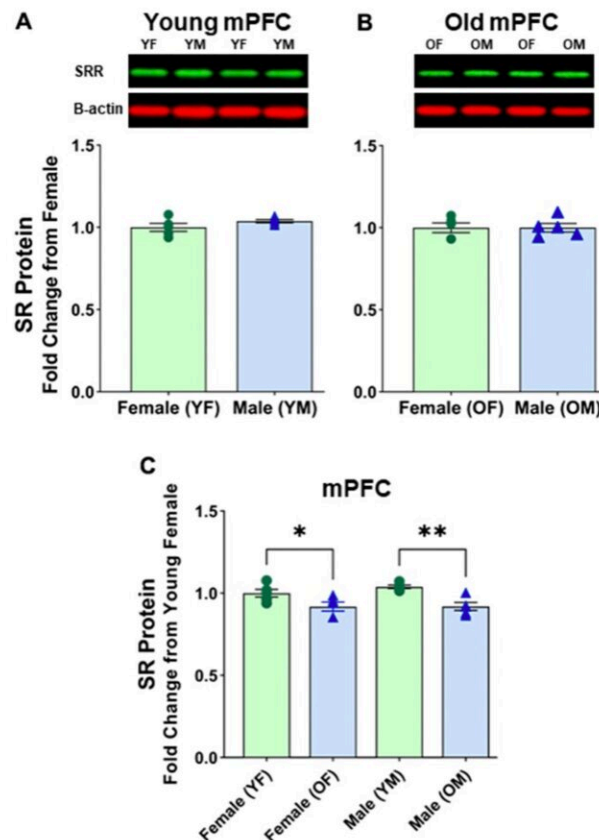 A
Young mPFC
YF YM YF YM
SRR
B-actin
SR Protein
Fold Change from Female
1.5
1.0
0.5
0.0
Female (YF) Male (YM)
B
Old mPFC
OF OM OF OM
1.5
1.0
0.5
0.0
Female (OF) Male (OM)
C
mPFC
SR Protein
Fold Change from Young Female
1.5
1.0
0.5
0.0
* **
Female (YF)
Female (OF)
Male (YM)
Male (OM)